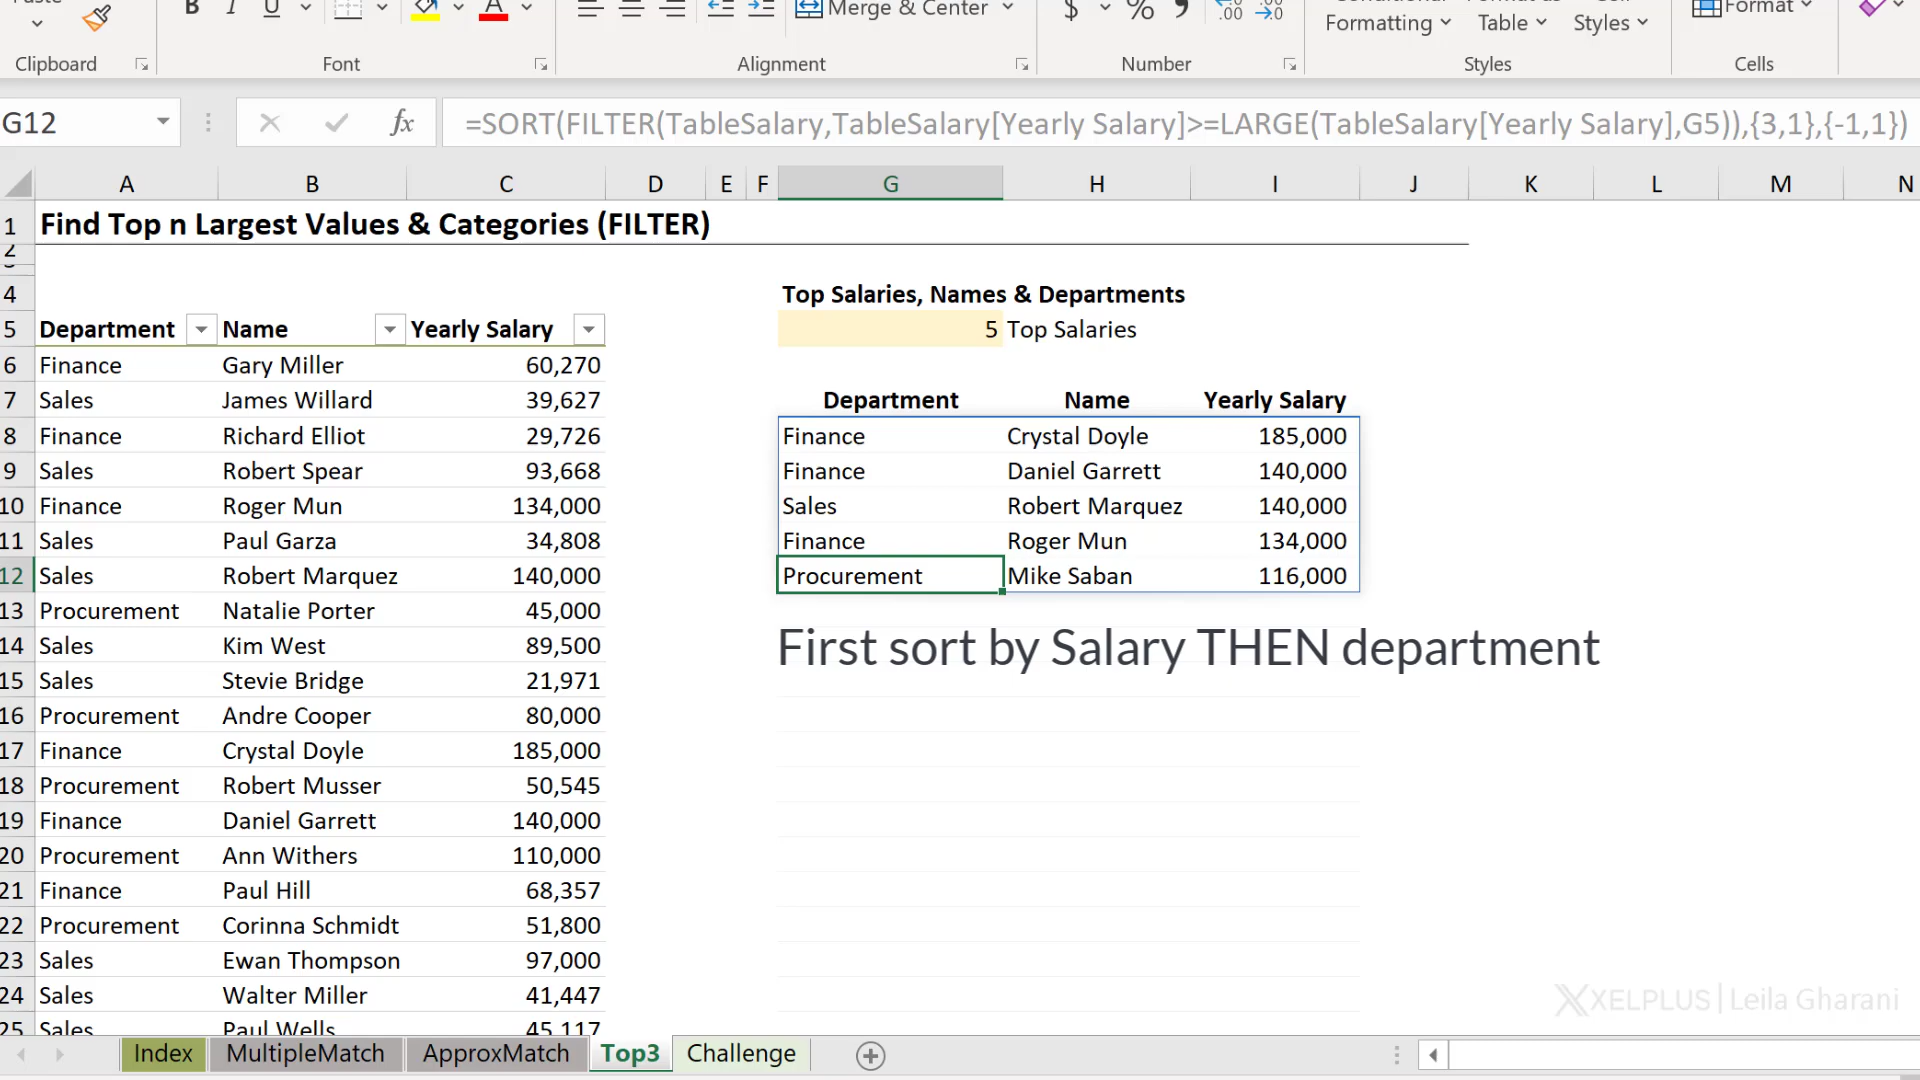 Merge & Center
$ % 9 .00 →.0
Formatting Table Styles Format
Clipboard Font Alignment Number Styles Cells
G12 fx =SORT(FILTER(TableSalary,TableSalary[Yearly Salary]>=LARGE(TableSalary[Yearly Salary],G5)),{3,1},{-1,1})
A B C D E F G H I J K L M N
1 Find Top n Largest Values & Categories (FILTER)
2
4 Top Salaries, Names & Departments
5 Department Name Yearly Salary 5 Top Salaries
6 Finance Gary Miller 60,270
7 Sales James Willard 39,627 Department Name Yearly Salary
8 Finance Richard Elliot 29,726 Finance Crystal Doyle 185,000
9 Sales Robert Spear 93,668 Finance Daniel Garrett 140,000
10 Finance Roger Mun 134,000 Sales Robert Marquez 140,000
11 Sales Paul Garza 34,808 Finance Roger Mun 134,000
12 Sales Robert Marquez 140,000 Procurement Mike Saban 116,000
13 Procurement Natalie Porter 45,000
14 Sales Kim West 89,500 First sort by Salary THEN department
15 Sales Stevie Bridge 21,971
16 Procurement Andre Cooper 80,000
17 Finance Crystal Doyle 185,000
18 Procurement Robert Musser 50,545
19 Finance Daniel Garrett 140,000
20 Procurement Ann Withers 110,000
21 Finance Paul Hill 68,357
22 Procurement Corinna Schmidt 51,800
23 Sales Ewan Thompson 97,000
24 Sales Walter Miller 41,447
25 Sales Paul Wells 45,117
XELPLUS | Leila Gharani
Index MultipleMatch ApproxMatch Top3 Challenge